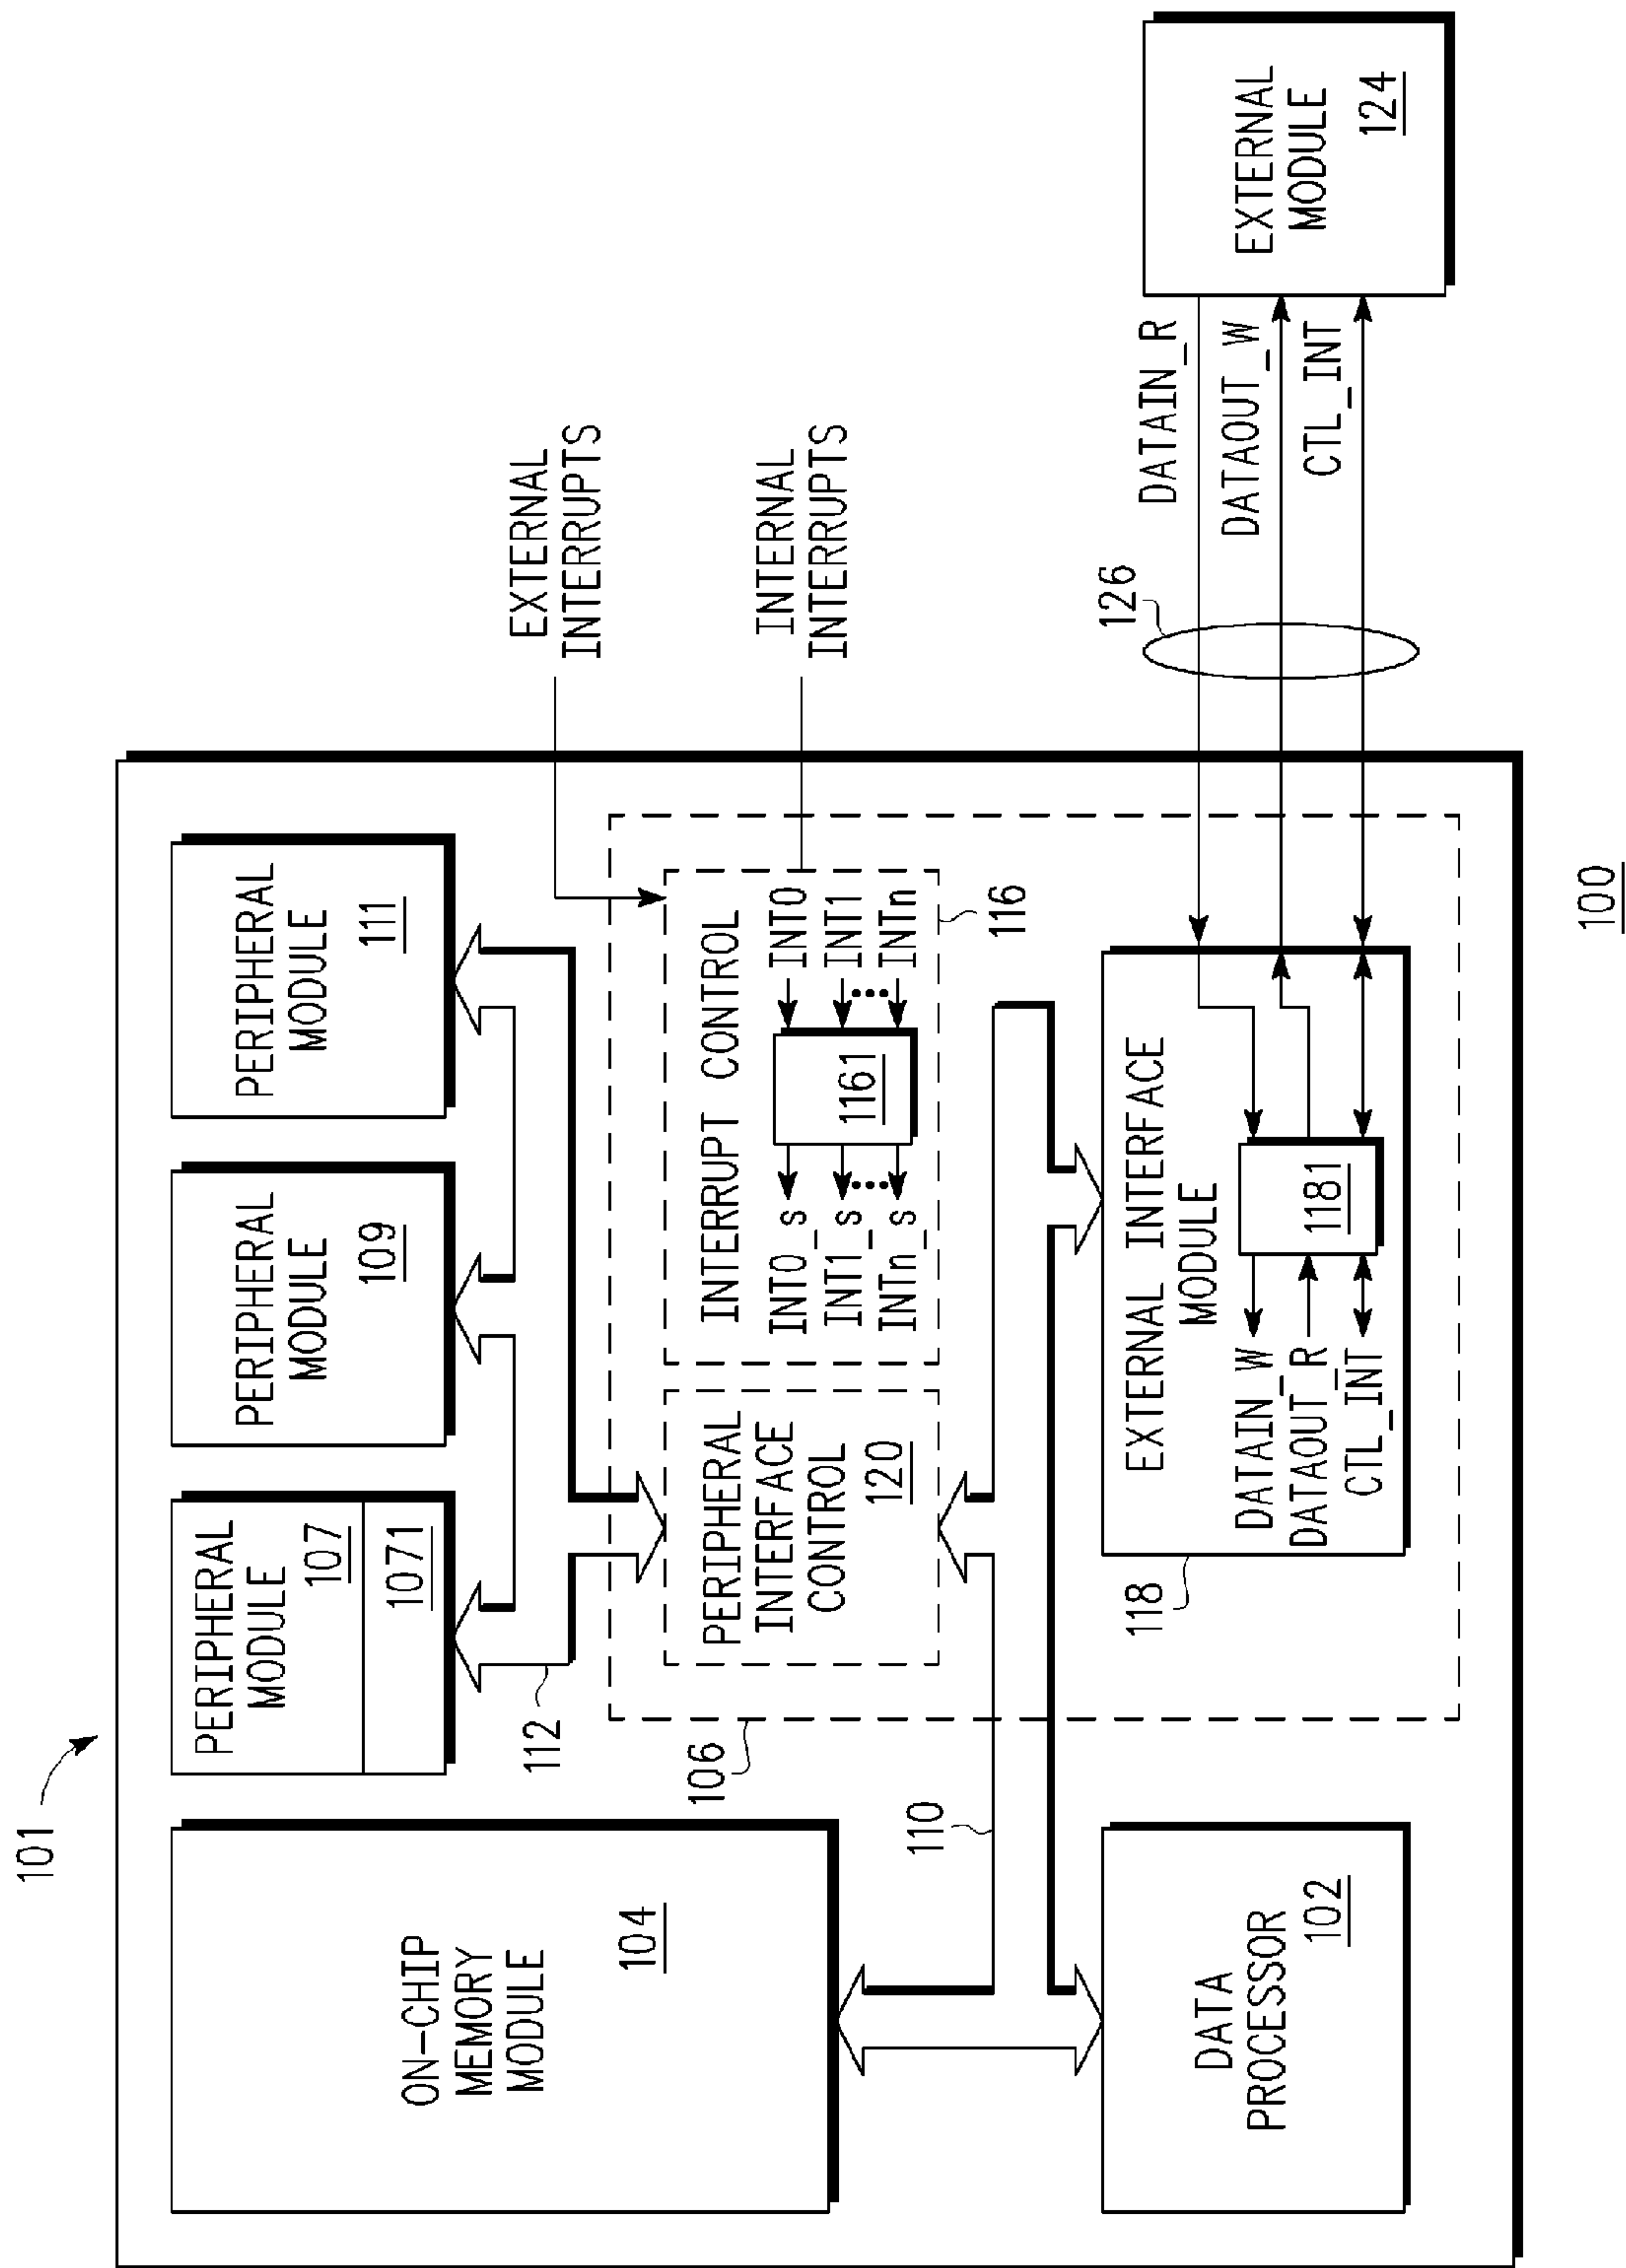 101
ON-CHIP
MEMORY
MODULE
104
PERIPHERAL
MODULE
107
1071
PERIPHERAL
MODULE
109
PERIPHERAL
MODULE
111
112
EXTERNAL
INTERRUPTS
INTERNAL
INTERRUPTS
106
PERIPHERAL
INTERFACE
CONTROL
120
INTERRUPT CONTROL
INT0_s
INT1_s
INTn_s
1161
INT0
INT1
INTn
116
110
DATA
PROCESSOR
102
118
EXTERNAL INTERFACE
MODULE
DATAIN_W
DATAOUT_R
CTL_INT
1181
126
DATAIN_R
DATAOUT_W
CTL_INT
EXTERNAL
MODULE
124
100